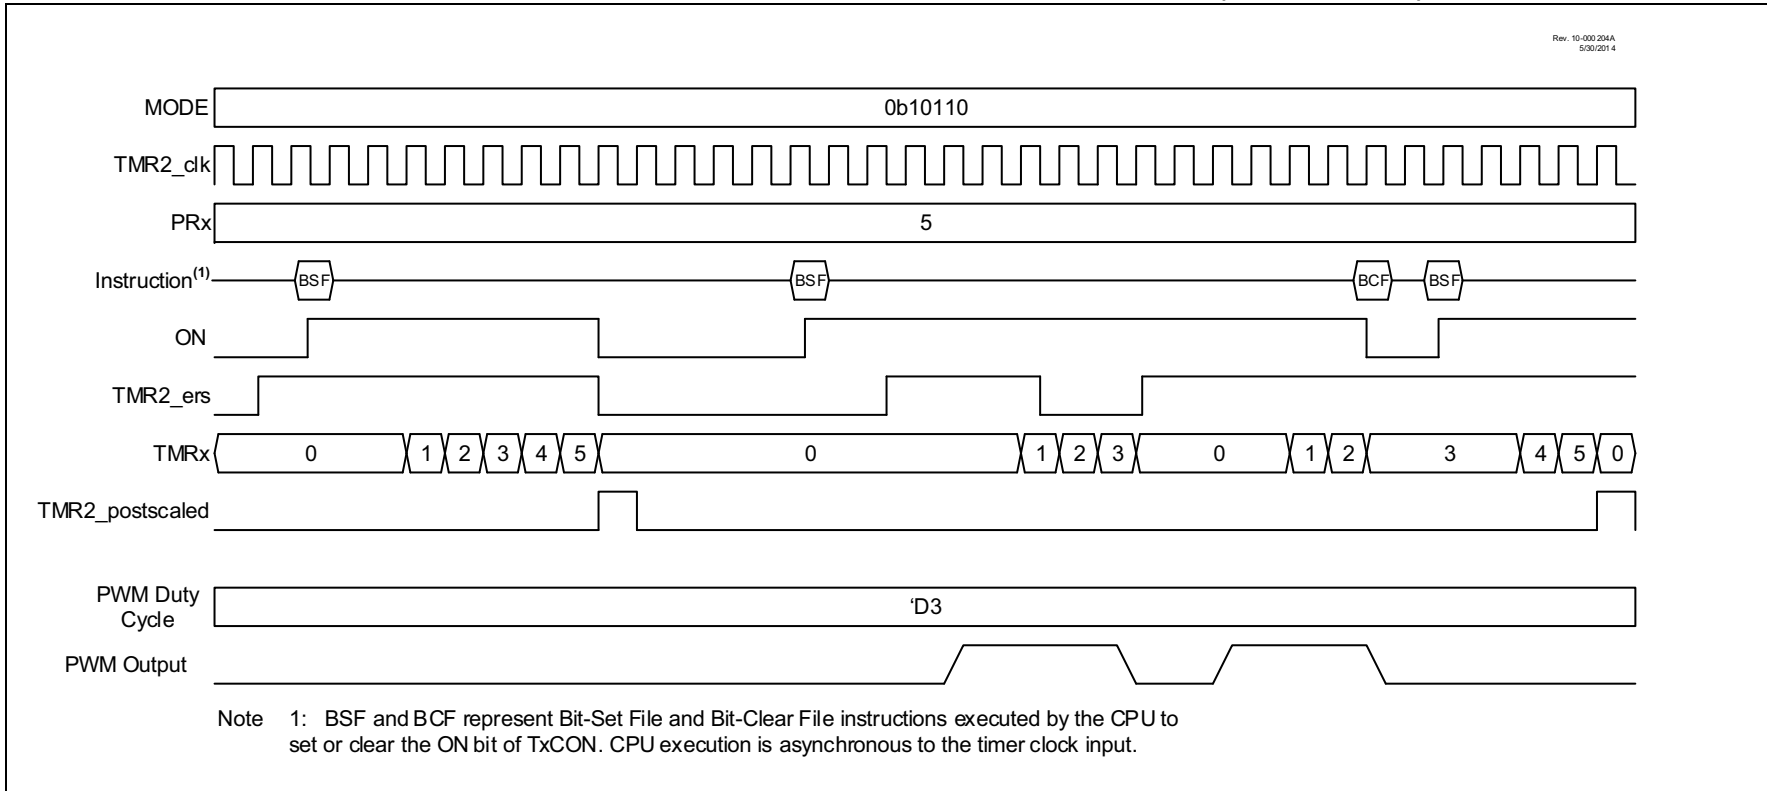 Rev. 10-000 204A
5/30/2014
MODE 0b10110
TMR2_clk
PRx 5
Instruction(1) BSF BSF BCF BSF
ON
TMR2_ers
TMRx 0 1 2 3 4 5 0 1 2 3 0 1 2 3 4 5 0
TMR2_postscaled
PWM Duty
Cycle
‘D3
PWM Output
Note 1: BSF and BCF represent Bit-Set File and Bit-Clear File instructions executed by the CPU to
set or clear the ON bit of TxCON. CPU execution is asynchronous to the timer clock input.